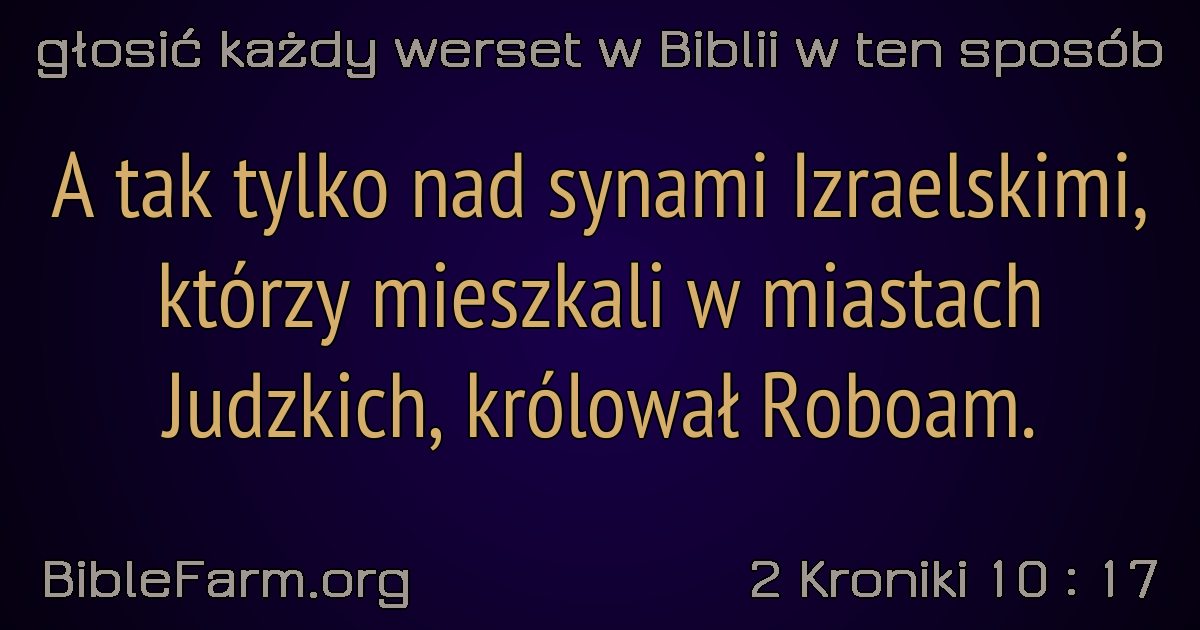 głosić każdy werset w Biblii w ten sposób
A tak tylko nad synami Izraelskimi,
którzy mieszkali w miastach
Judzkich, królował Roboam.
BibleFarm.org
2 Kroniki 10 : 17